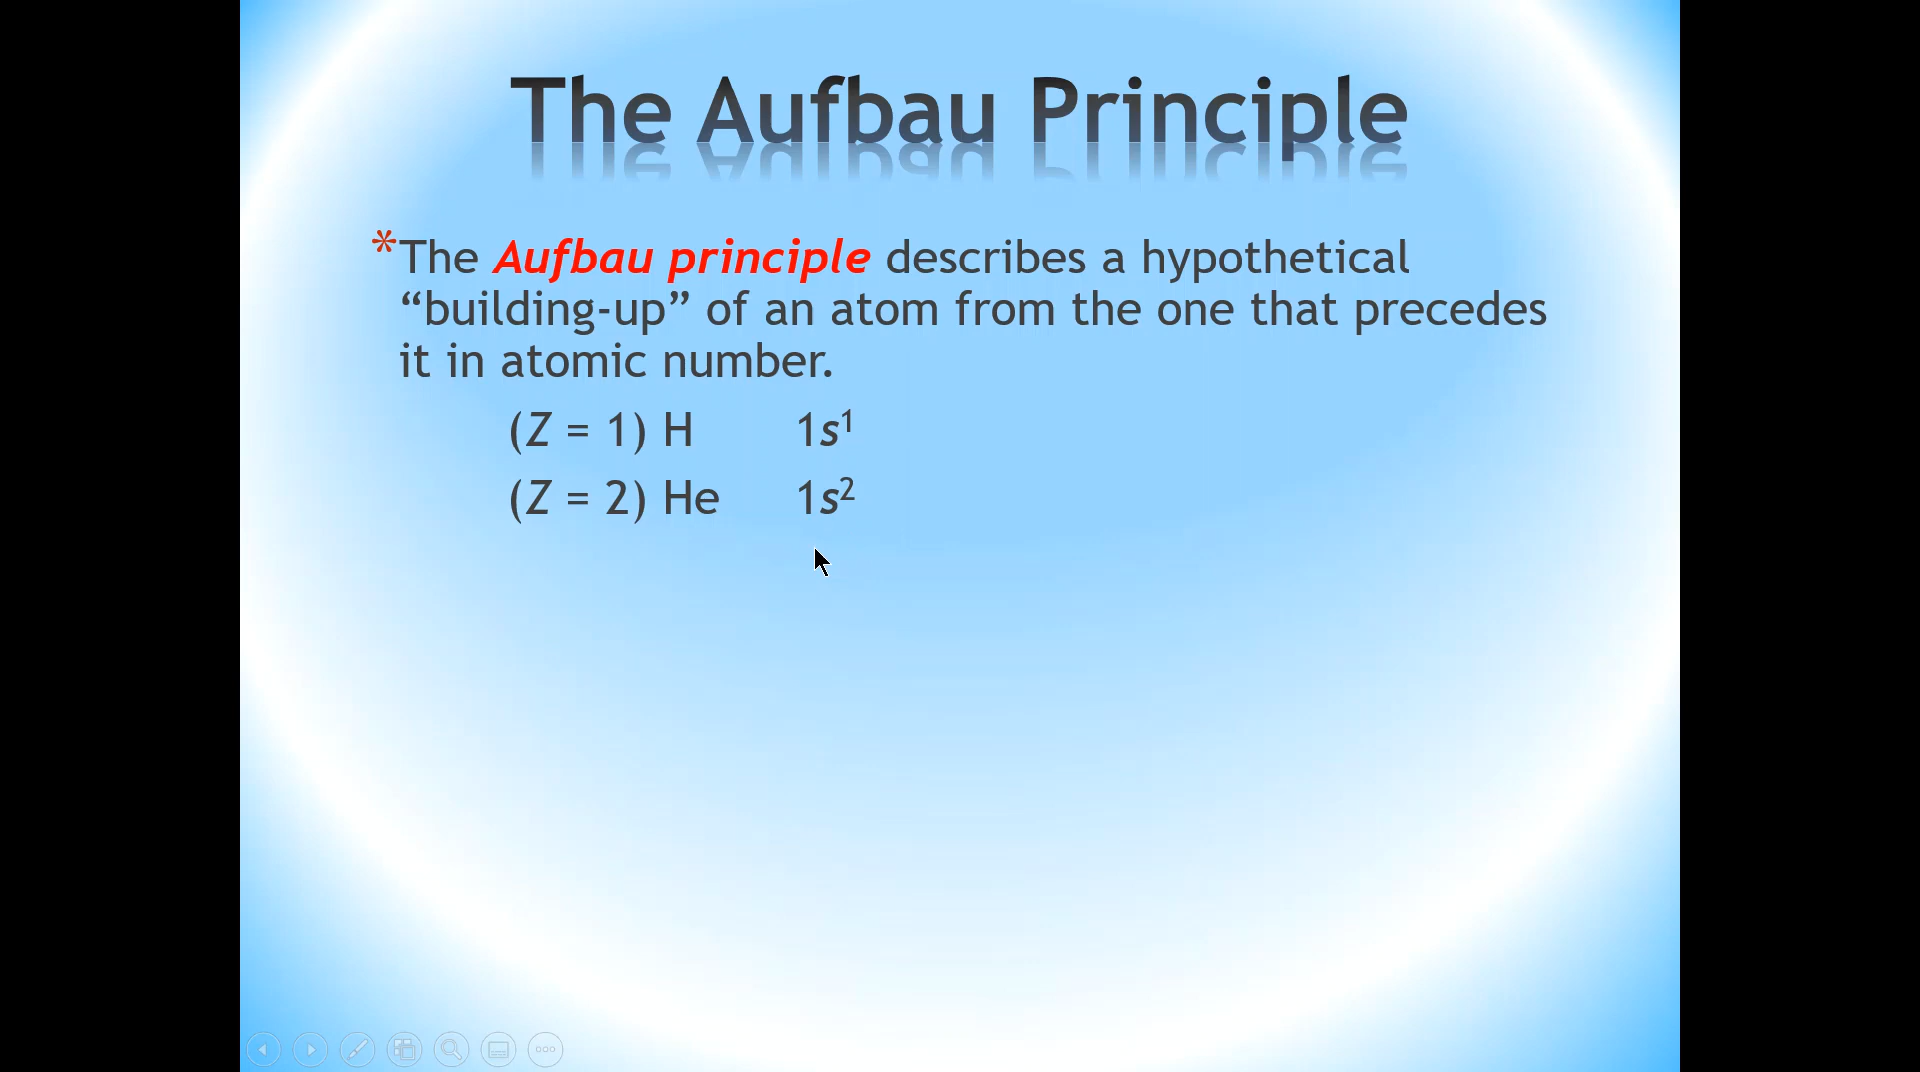 The Aufbau Principle
*The Aufbau principle describes a hypothetical
“building-up” of an atom from the one that precedes
it in atomic number.
(Z = 1) H 1s¹
(Z = 2) He 1s²